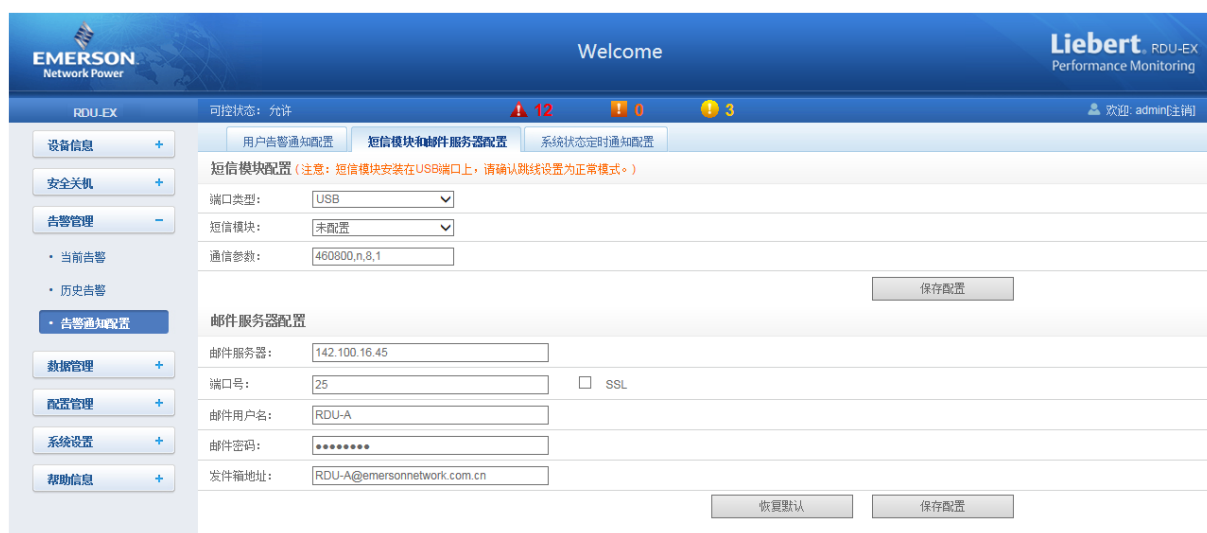 EMERSON
Network Power
Welcome
Liebert. RDU-EX
Performance Monitoring
RDU-EX
可控状态：允许
12
0
3
欢迎: admin[注销]
设备信息 +
安全关机 +
告警管理 −
· 当前告警
· 历史告警
· 告警通知配置
数据管理 +
配置管理 +
系统设置 +
帮助信息 +
用户告警通知配置 短信模块和邮件服务器配置 系统状态定时通知配置
短信模块配置 (注意：短信模块安装在USB端口上，请确认跳线设置为正常模式。)
端口类型： USB
短信模块： 未配置
通信参数： 460800,n,8,1
保存配置
邮件服务器配置
邮件服务器： 142.100.16.45
端口号： 25 SSL
邮件用户名： RDU-A
邮件密码： ●●●●●●●●
发件箱地址： RDU-A@emersonnetwork.com.cn
恢复默认 保存配置